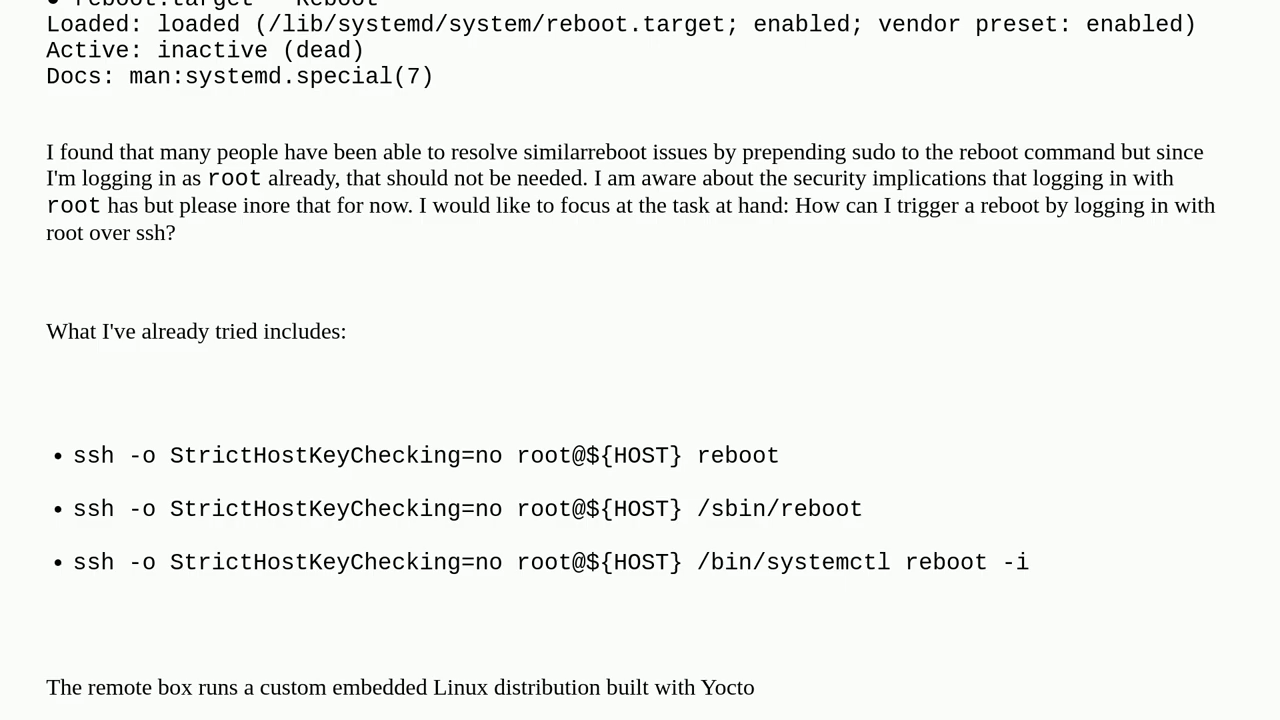 ● reboot.target - Reboot
Loaded: loaded (/lib/systemd/system/reboot.target; enabled; vendor preset: enabled)
Active: inactive (dead)
Docs: man:systemd.special(7)
I found that many people have been able to resolve similarreboot issues by prepending sudo to the reboot command but since
I'm logging in as root already, that should not be needed. I am aware about the security implications that logging in with
root has but please inore that for now. I would like to focus at the task at hand: How can I trigger a reboot by logging in with
root over ssh?
What I've already tried includes:
• ssh -o StrictHostKeyChecking=no root@${HOST} reboot
• ssh -o StrictHostKeyChecking=no root@${HOST} /sbin/reboot
• ssh -o StrictHostKeyChecking=no root@${HOST} /bin/systemctl reboot -i
The remote box runs a custom embedded Linux distribution built with Yocto